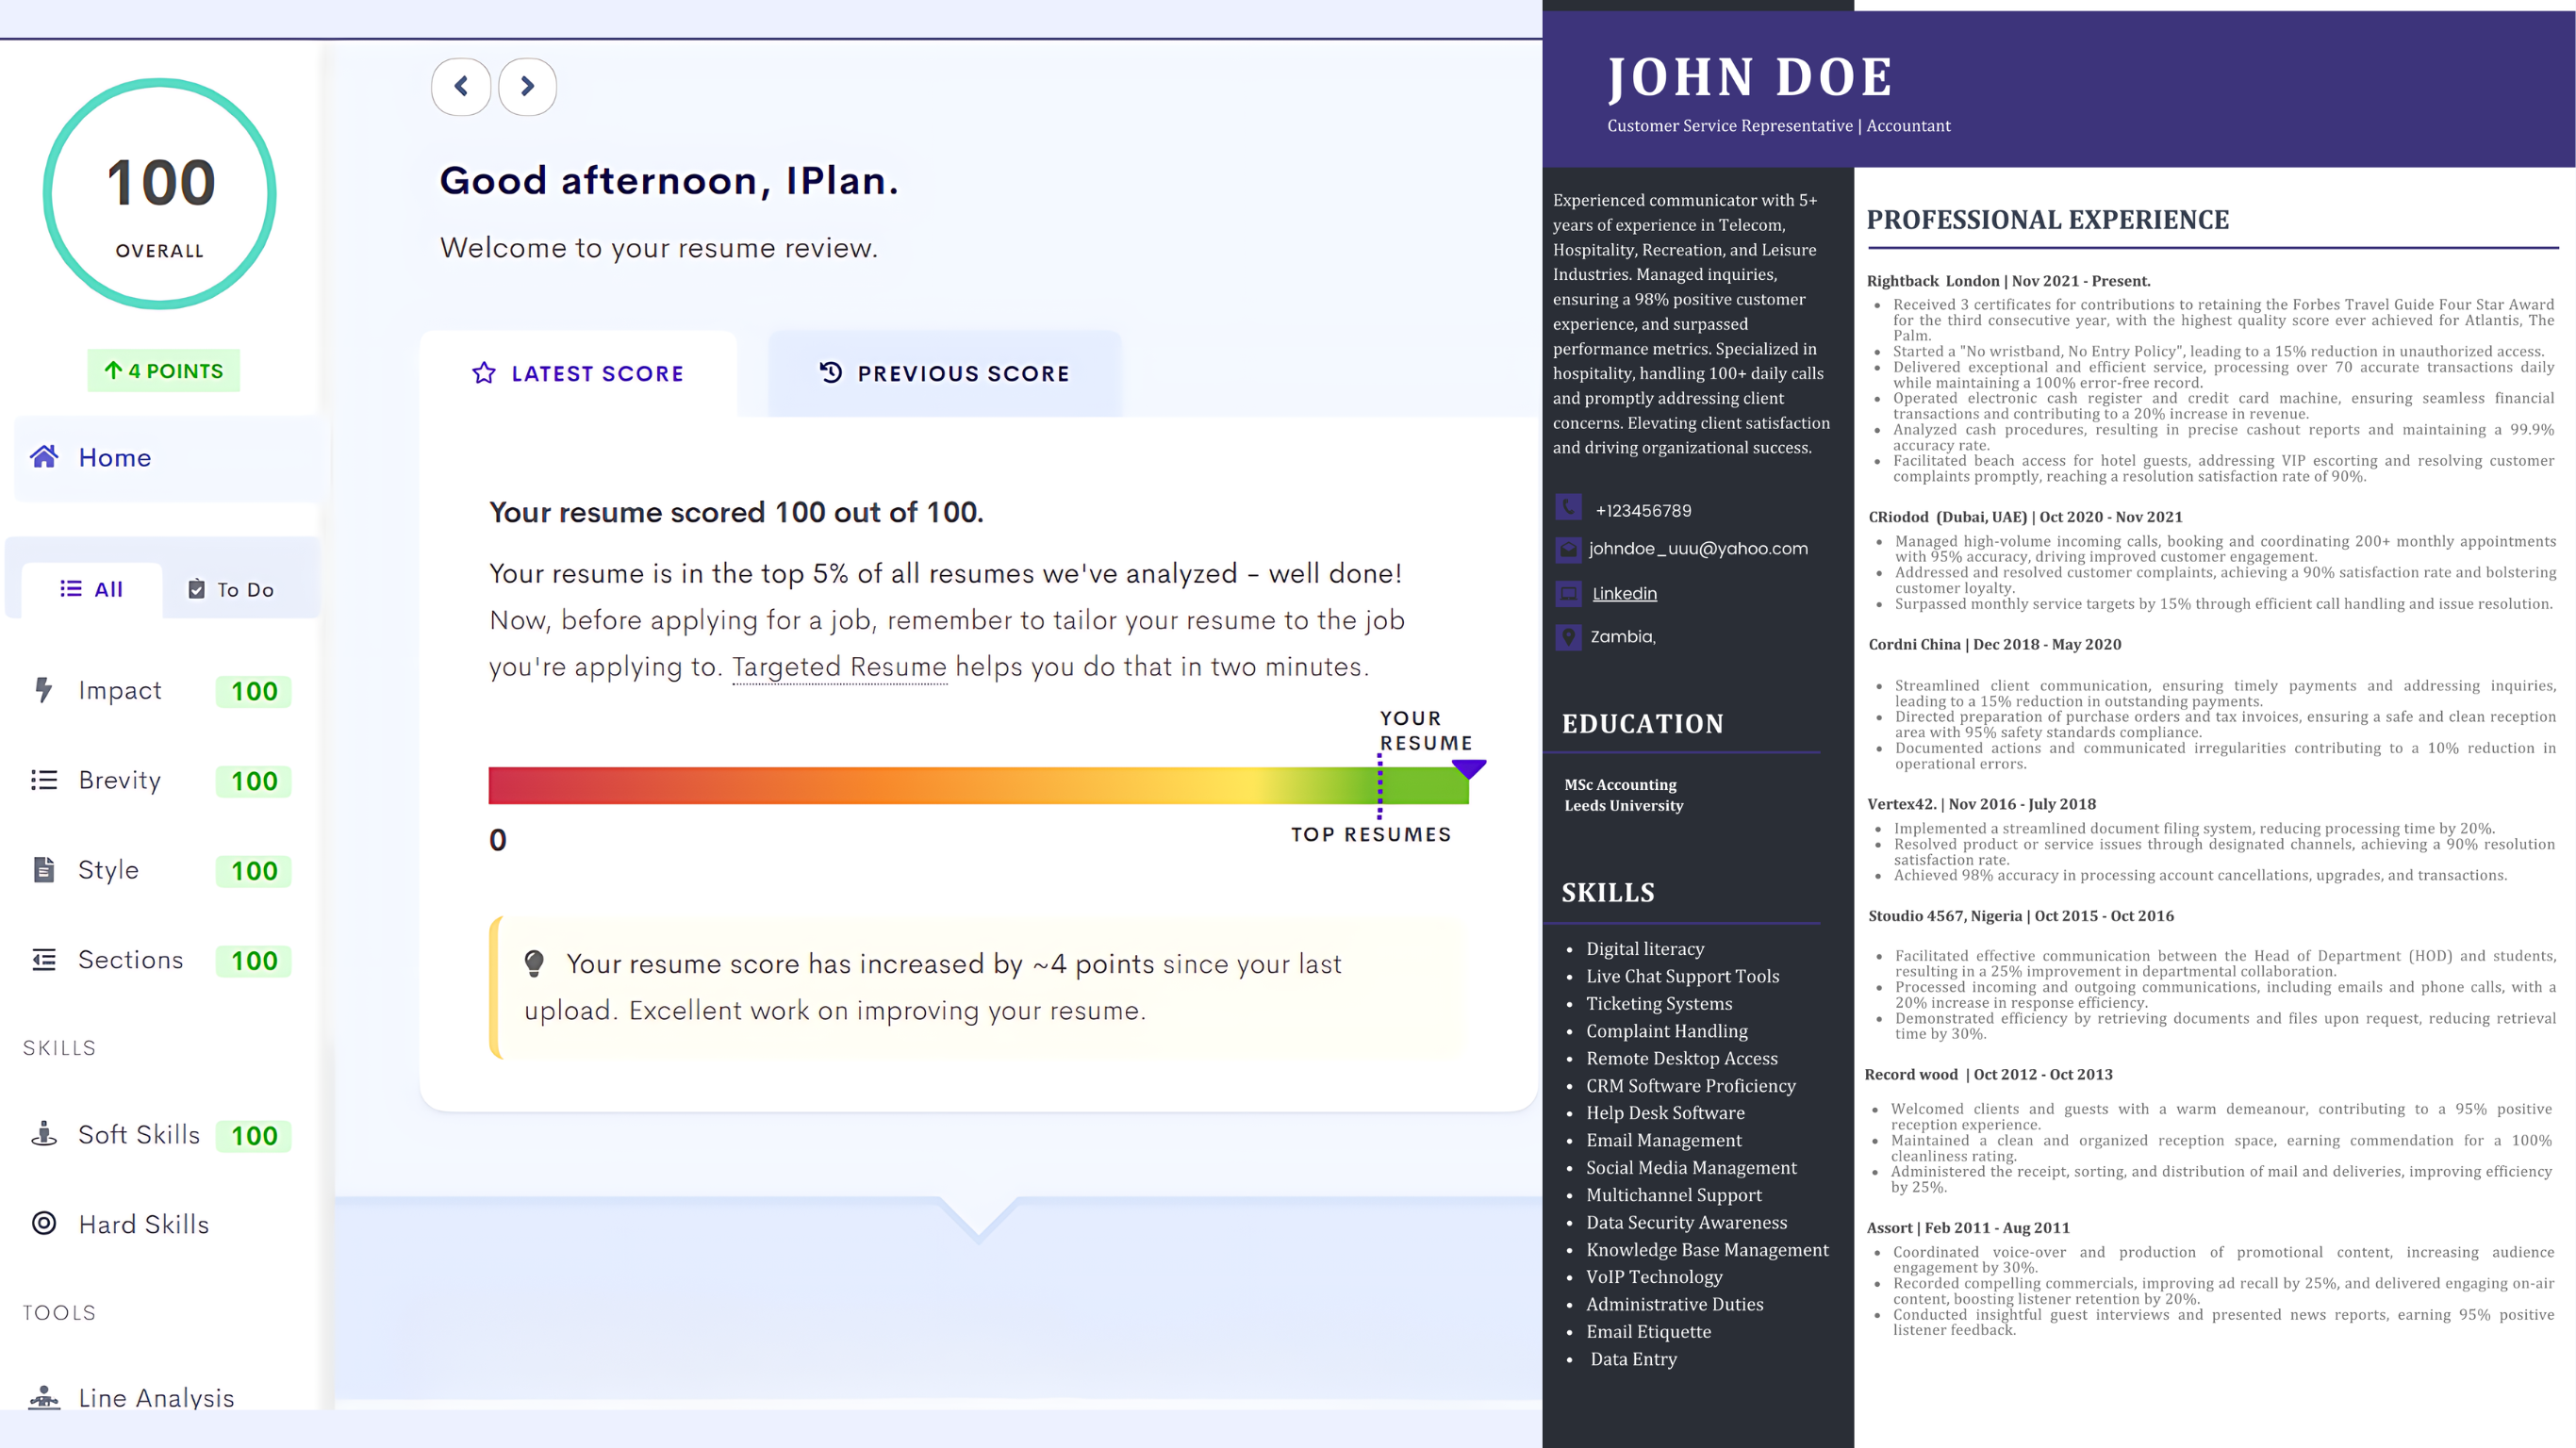 100
OVERALL
4 POINTS
Home
All
To Do
Impact 100
Brevity 100
Style 100
Sections 100
SKILLS
Soft Skills 100
Hard Skills
TOOLS
Line Analysis
Good afternoon, IPlan.
Welcome to your resume review.
LATEST SCORE
PREVIOUS SCORE
Your resume scored 100 out of 100.
Your resume is in the top 5% of all resumes we've analyzed - well done!
Now, before applying for a job, remember to tailor your resume to the job
you're applying to. Targeted Resume helps you do that in two minutes.
YOUR
RESUME
0
TOP RESUMES
Your resume score has increased by ~4 points since your last
upload. Excellent work on improving your resume.
JOHN DOE
Customer Service Representative | Accountant
Experienced communicator with 5+
years of experience in Telecom,
Hospitality, Recreation, and Leisure
Industries. Managed inquiries,
ensuring a 98% positive customer
experience, and surpassed
performance metrics. Specialized in
hospitality, handling 100+ daily calls
and promptly addressing client
concerns. Elevating client satisfaction
and driving organizational success.
+123456789
johndoe_uuu@yahoo.com
Linkedin
Zambia,
EDUCATION
MSc Accounting
Leeds University
SKILLS
• Digital literacy
• Live Chat Support Tools
• Ticketing Systems
• Complaint Handling
• Remote Desktop Access
• CRM Software Proficiency
• Help Desk Software
• Email Management
• Social Media Management
• Multichannel Support
• Data Security Awareness
• Knowledge Base Management
• VoIP Technology
• Administrative Duties
• Email Etiquette
• Data Entry
PROFESSIONAL EXPERIENCE
Rightback London | Nov 2021 - Present.
• Received 3 certificates for contributions to retaining the Forbes Travel Guide Four Star Award
for the third consecutive year, with the highest quality score ever achieved for Atlantis, The
Palm.
• Started a "No wristband, No Entry Policy", leading to a 15% reduction in unauthorized access.
• Delivered exceptional and efficient service, processing over 70 accurate transactions daily
while maintaining a 100% error-free record.
• Operated electronic cash register and credit card machine, ensuring seamless financial
transactions and contributing to a 20% increase in revenue.
• Analyzed cash procedures, resulting in precise cashout reports and maintaining a 99.9%
accuracy rate.
• Facilitated beach access for hotel guests, addressing VIP escorting and resolving customer
complaints promptly, reaching a resolution satisfaction rate of 90%.
CRiodod (Dubai, UAE) | Oct 2020 - Nov 2021
• Managed high-volume incoming calls, booking and coordinating 200+ monthly appointments
with 95% accuracy, driving improved customer engagement.
• Addressed and resolved customer complaints, achieving a 90% satisfaction rate and bolstering
customer loyalty.
• Surpassed monthly service targets by 15% through efficient call handling and issue resolution.
Cordni China | Dec 2018 - May 2020
• Streamlined client communication, ensuring timely payments and addressing inquiries,
leading to a 15% reduction in outstanding payments.
• Directed preparation of purchase orders and tax invoices, ensuring a safe and clean reception
area with 95% safety standards compliance.
• Documented actions and communicated irregularities contributing to a 10% reduction in
operational errors.
Vertex42. | Nov 2016 - July 2018
• Implemented a streamlined document filing system, reducing processing time by 20%.
• Resolved product or service issues through designated channels, achieving a 90% resolution
satisfaction rate.
• Achieved 98% accuracy in processing account cancellations, upgrades, and transactions.
Stoudio 4567, Nigeria | Oct 2015 - Oct 2016
• Facilitated effective communication between the Head of Department (HOD) and students,
resulting in a 25% improvement in departmental collaboration.
• Processed incoming and outgoing communications, including emails and phone calls, with a
20% increase in response efficiency.
• Demonstrated efficiency by retrieving documents and files upon request, reducing retrieval
time by 30%.
Record wood | Oct 2012 - Oct 2013
• Welcomed clients and guests with a warm demeanour, contributing to a 95% positive
reception experience.
• Maintained a clean and organized reception space, earning commendation for a 100%
cleanliness rating.
• Administered the receipt, sorting, and distribution of mail and deliveries, improving efficiency
by 25%.
Assort | Feb 2011 - Aug 2011
• Coordinated voice-over and production of promotional content, increasing audience
engagement by 30%.
• Recorded compelling commercials, improving ad recall by 25%, and delivered engaging on-air
content, boosting listener retention by 20%.
• Conducted insightful guest interviews and presented news reports, earning 95% positive
listener feedback.